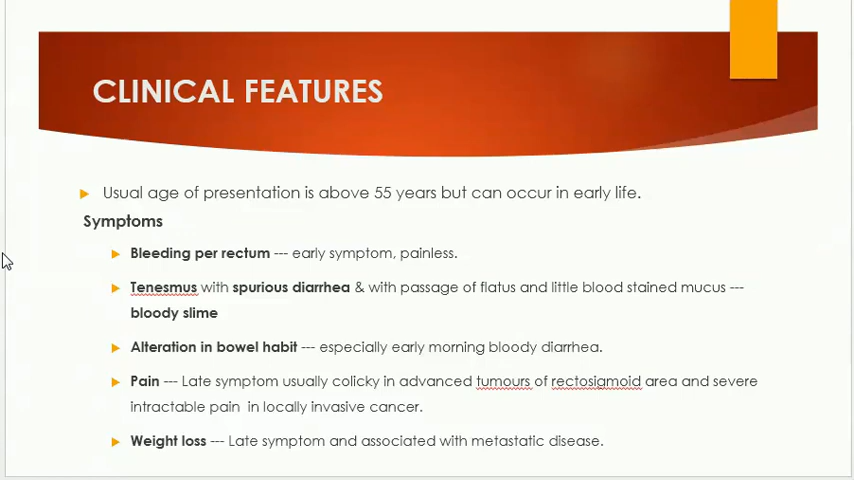 CLINICAL FEATURES
Usual age of presentation is above 55 years but can occur in early life.
Symptoms
Bleeding per rectum --- early symptom, painless.
Tenesmus with spurious diarrhea & with passage of flatus and little blood stained mucus ---
bloody slime
Alteration in bowel habit --- especially early morning bloody diarrhea.
Pain --- Late symptom usually colicky in advanced tumours of rectosigmoid area and severe
intractable pain in locally invasive cancer.
Weight loss --- Late symptom and associated with metastatic disease.